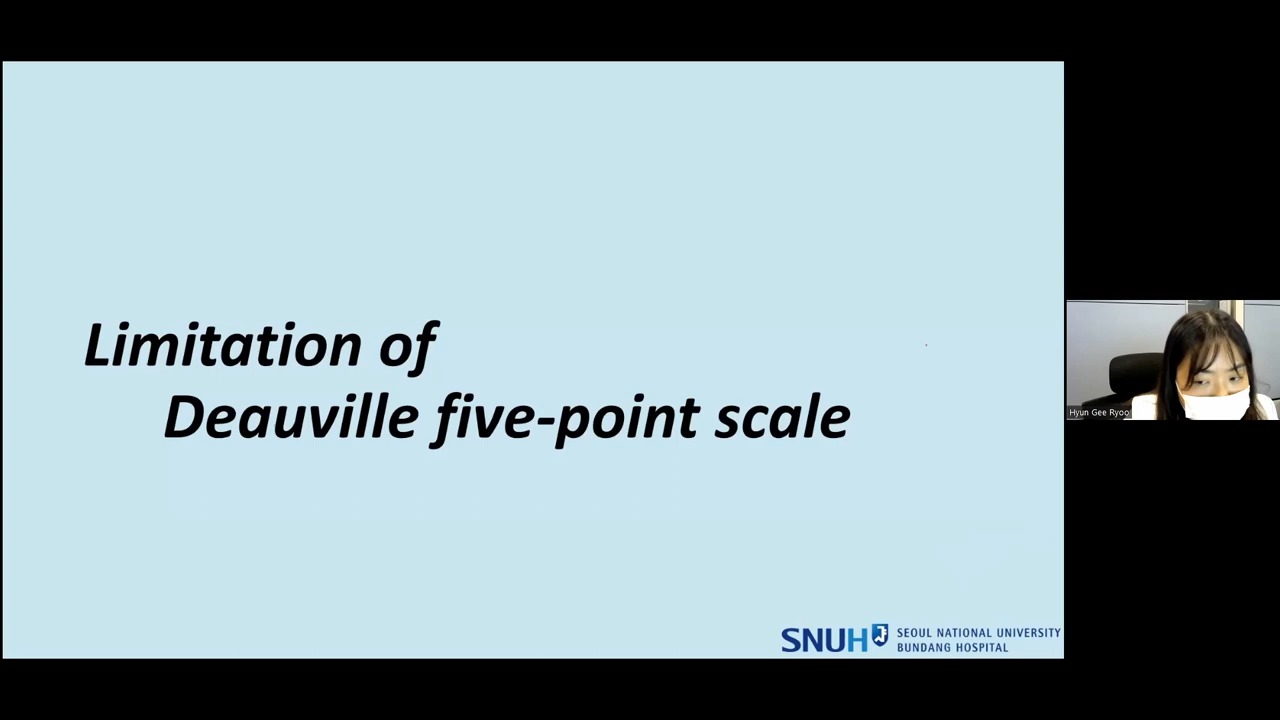 Limitation of
Deauville five-point scale
SNUH
SEOUL NATIONAL UNIVERSITY
BUNDANG HOSPITAL
Hyun Gee Ryoo